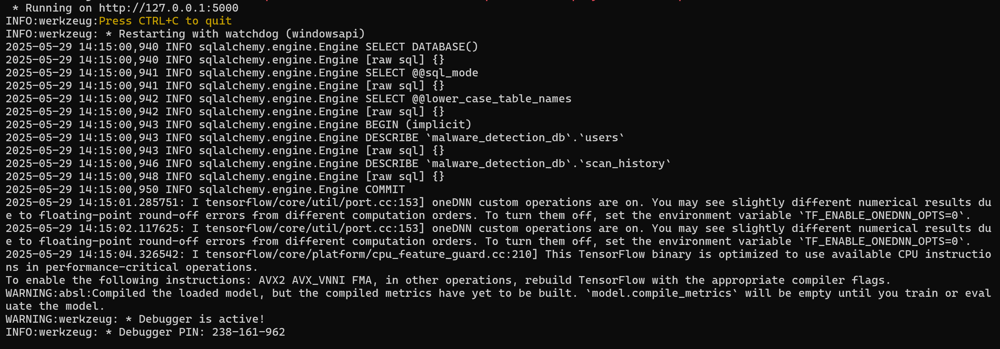 * Running on http://127.0.0.1:5000
INFO:werkzeug:Press CTRL+C to quit
INFO:werkzeug: * Restarting with watchdog (windowsapi)
2025-05-29 14:15:00,940 INFO sqlalchemy.engine.Engine SELECT DATABASE()
2025-05-29 14:15:00,940 INFO sqlalchemy.engine.Engine [raw sql] {}
2025-05-29 14:15:00,941 INFO sqlalchemy.engine.Engine SELECT @@sql_mode
2025-05-29 14:15:00,941 INFO sqlalchemy.engine.Engine [raw sql] {}
2025-05-29 14:15:00,942 INFO sqlalchemy.engine.Engine SELECT @@lower_case_table_names
2025-05-29 14:15:00,942 INFO sqlalchemy.engine.Engine [raw sql] {}
2025-05-29 14:15:00,943 INFO sqlalchemy.engine.Engine BEGIN (implicit)
2025-05-29 14:15:00,943 INFO sqlalchemy.engine.Engine DESCRIBE `malware_detection_db`.`users`
2025-05-29 14:15:00,943 INFO sqlalchemy.engine.Engine [raw sql] {}
2025-05-29 14:15:00,946 INFO sqlalchemy.engine.Engine DESCRIBE `malware_detection_db`.`scan_history`
2025-05-29 14:15:00,948 INFO sqlalchemy.engine.Engine [raw sql] {}
2025-05-29 14:15:00,950 INFO sqlalchemy.engine.Engine COMMIT
2025-05-29 14:15:01.285751: I tensorflow/core/util/port.cc:153] oneDNN custom operations are on. You may see slightly different numerical results du
e to floating-point round-off errors from different computation orders. To turn them off, set the environment variable `TF_ENABLE_ONEDNN_OPTS=0`.
2025-05-29 14:15:02.117625: I tensorflow/core/util/port.cc:153] oneDNN custom operations are on. You may see slightly different numerical results du
e to floating-point round-off errors from different computation orders. To turn them off, set the environment variable `TF_ENABLE_ONEDNN_OPTS=0`.
2025-05-29 14:15:04.326542: I tensorflow/core/platform/cpu_feature_guard.cc:210] This TensorFlow binary is optimized to use available CPU instructio
ns in performance-critical operations.
To enable the following instructions: AVX2 AVX_VNNI FMA, in other operations, rebuild TensorFlow with the appropriate compiler flags.
WARNING:absl:Compiled the loaded model, but the compiled metrics have yet to be built. `model.compile_metrics` will be empty until you train or eval
uate the model.
WARNING:werkzeug: * Debugger is active!
INFO:werkzeug: * Debugger PIN: 238-161-962